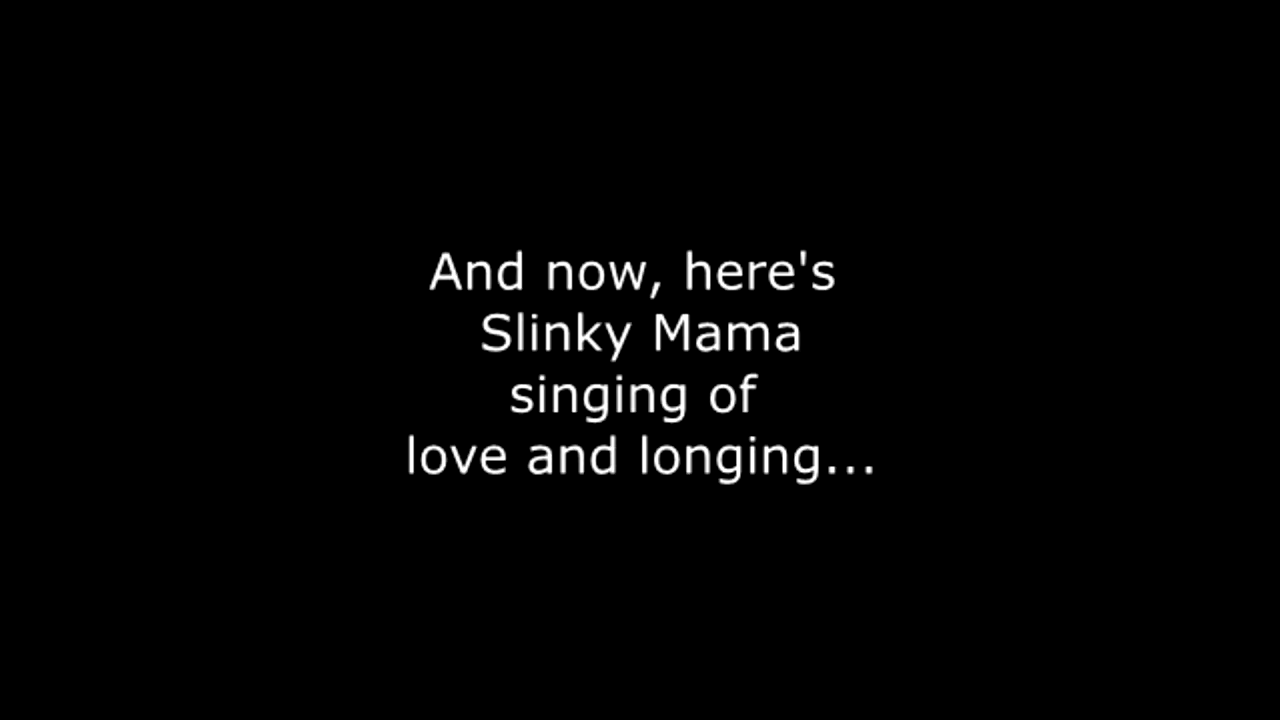 And now, here's
Slinky Mama
singing of
love and longing...